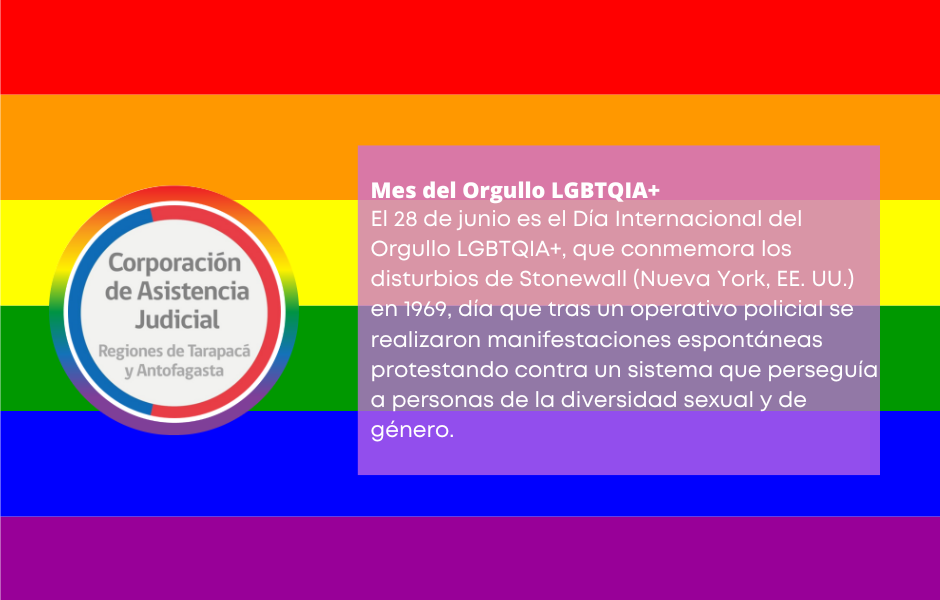 Corporación
de Asistencia
Judicial
Regiones de Tarapacá
y Antofagasta
Mes del Orgullo LGBTQIA+
El 28 de junio es el Día Internacional del
Orgullo LGBTQIA+, que conmemora los
disturbios de Stonewall (Nueva York, EE. UU.)
en 1969, día que tras un operativo policial se
realizaron manifestaciones espontáneas
protestando contra un sistema que perseguía
a personas de la diversidad sexual y de
género.